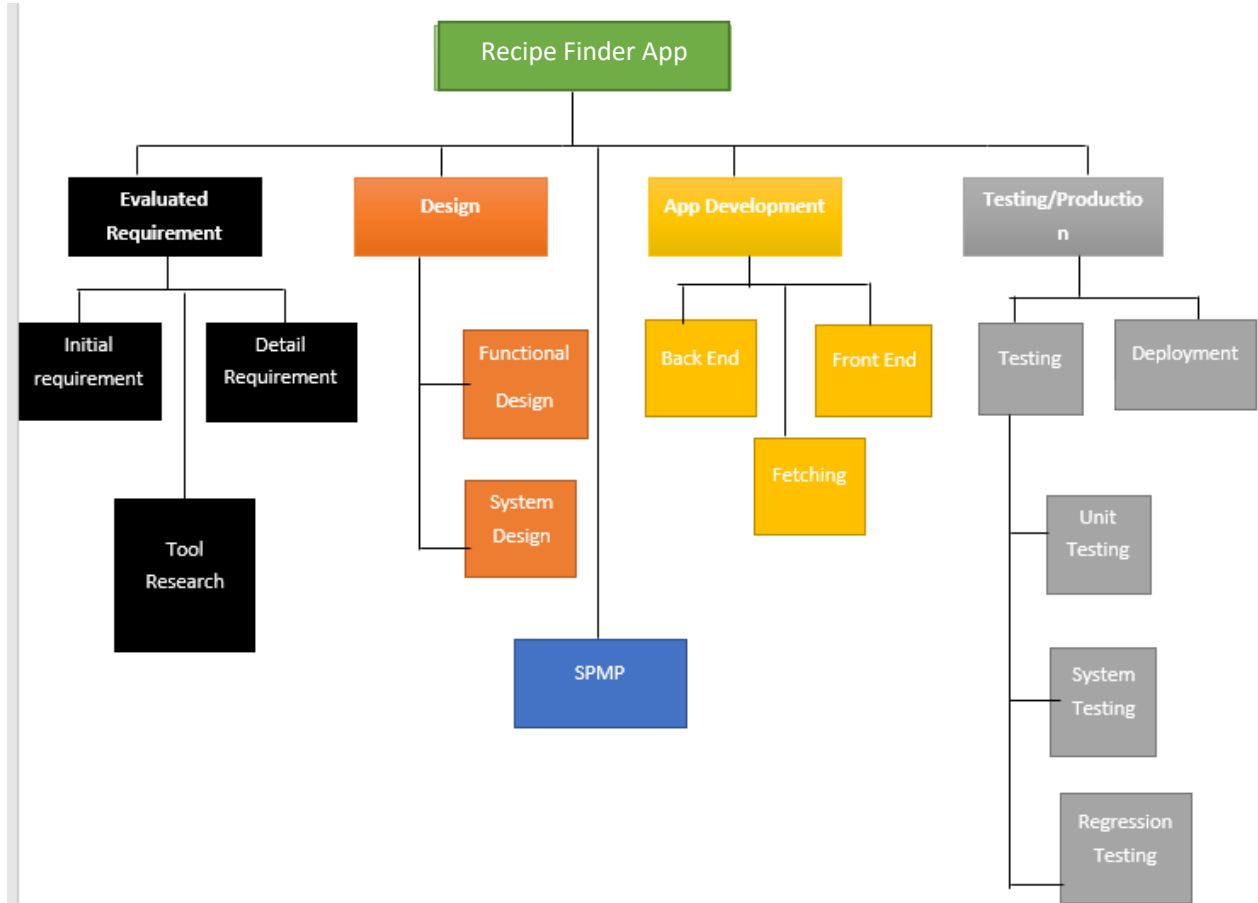 Recipe Finder App
Evaluated
Requirement
Design
App Development
Testing/Productio
n
Initial
requirement
Detail
Requirement
Tool
Research
Functional
Design
System
Design
SPMP
Back End
Front End
Fetching
Testing
Deployment
Unit
Testing
System
Testing
Regression
Testing